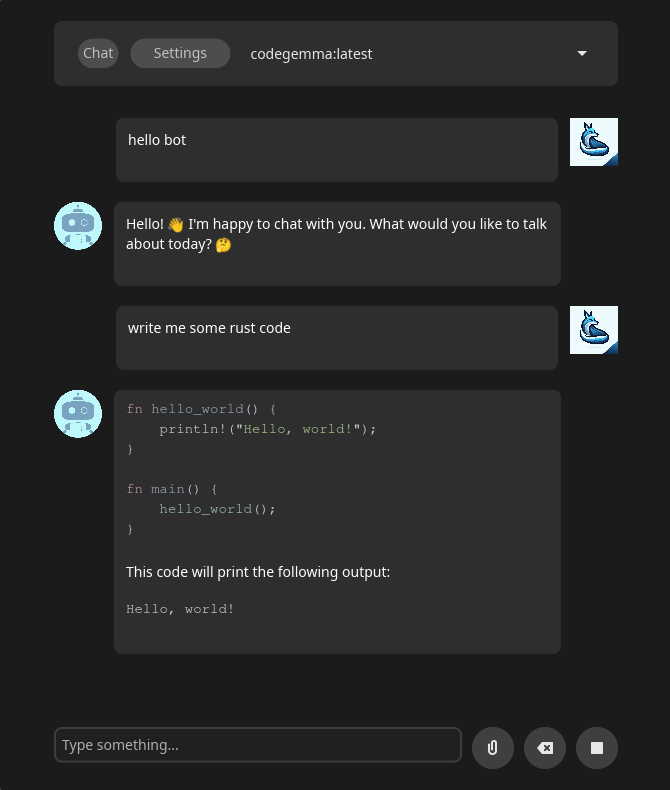 Chat Settings codegemma:latest
hello bot
Hello! 👋 I'm happy to chat with you. What would you like to talk
about today? 🤔
write me some rust code
fn hello_world() {
    println!("Hello, world!");
}
fn main() {
    hello_world();
}
This code will print the following output:
Hello, world!
Type something...